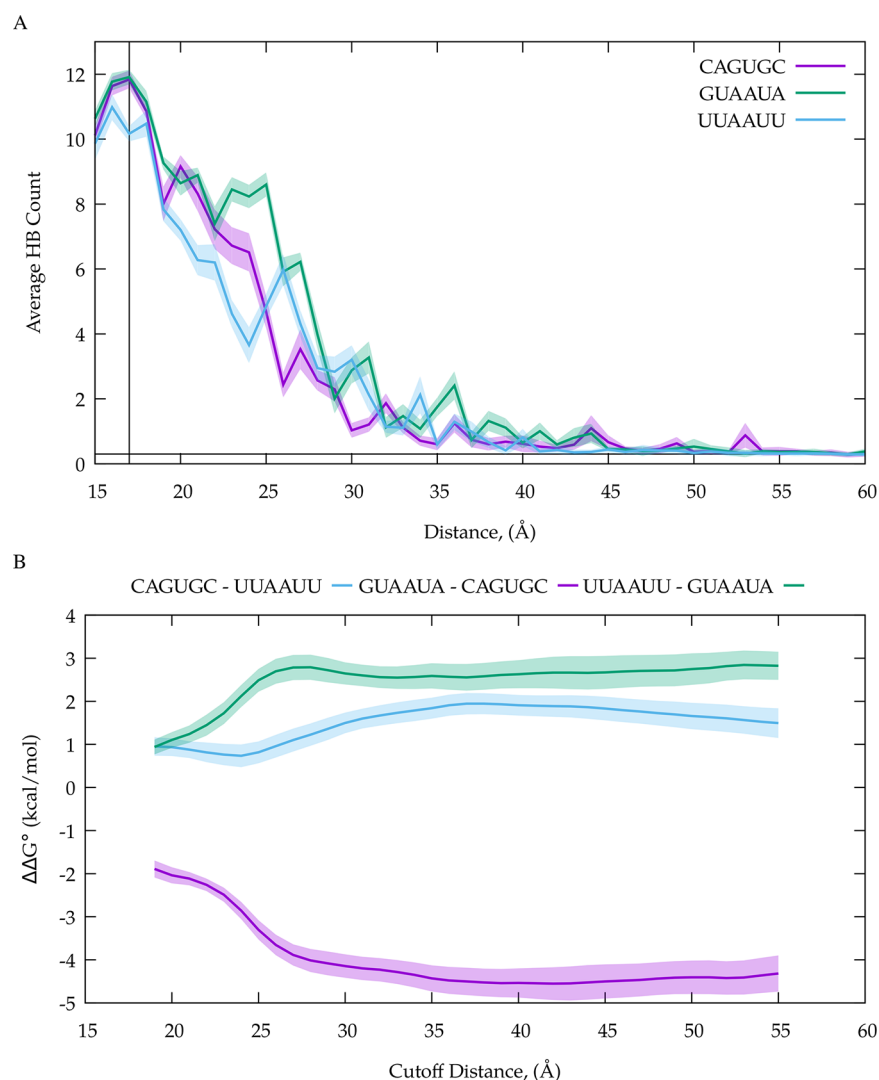 A
12
10
8
6
4
2
0
CAGUGC
GUAAUA
UUAAUU
Average HB Count
15 20 25 30 35 40 45 50 55 60
Distance, (Å)
B
CAGUGC - UUAAUU GUAAUA - CAGUGC UUAAUU - GUAAUA
4
3
2
1
0
-1
-2
-3
-4
-5
ΔΔG° (kcal/mol)
15 20 25 30 35 40 45 50 55 60
Cutoff Distance, (Å)